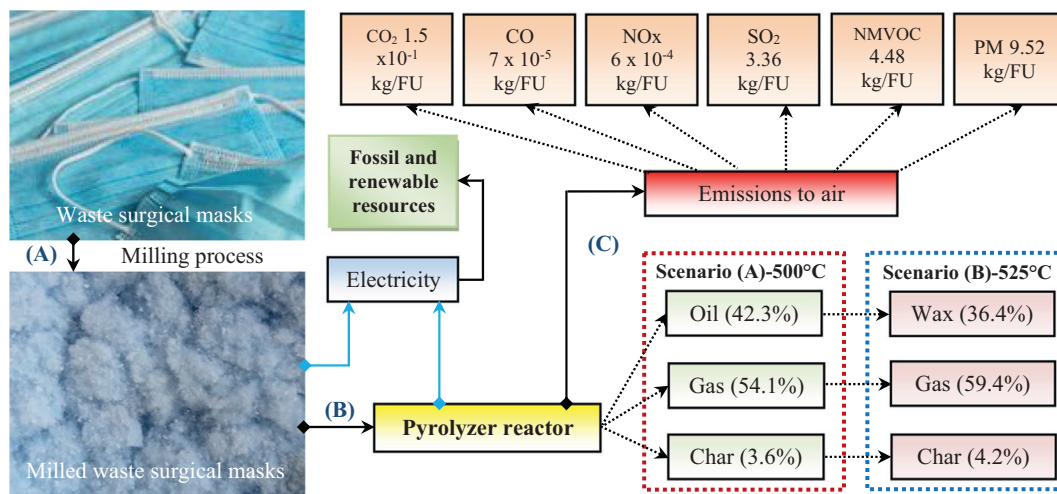 CO₂ 1.5
x10⁻¹
kg/FU
CO
7 x 10⁻⁵
kg/FU
NOx
6 x 10⁻⁴
kg/FU
SO₂
3.36
kg/FU
NMVOC
4.48
kg/FU
PM 9.52
kg/FU
Fossil and
renewable
resources
Waste surgical masks
Emissions to air
(A)
Milling process
(C)
Electricity
Scenario (A)-500°C
Scenario (B)-525°C
Oil (42.3%)
Wax (36.4%)
Gas (54.1%)
Gas (59.4%)
(B)
Pyrolyzer reactor
Char (3.6%)
Char (4.2%)
Milled waste surgical masks